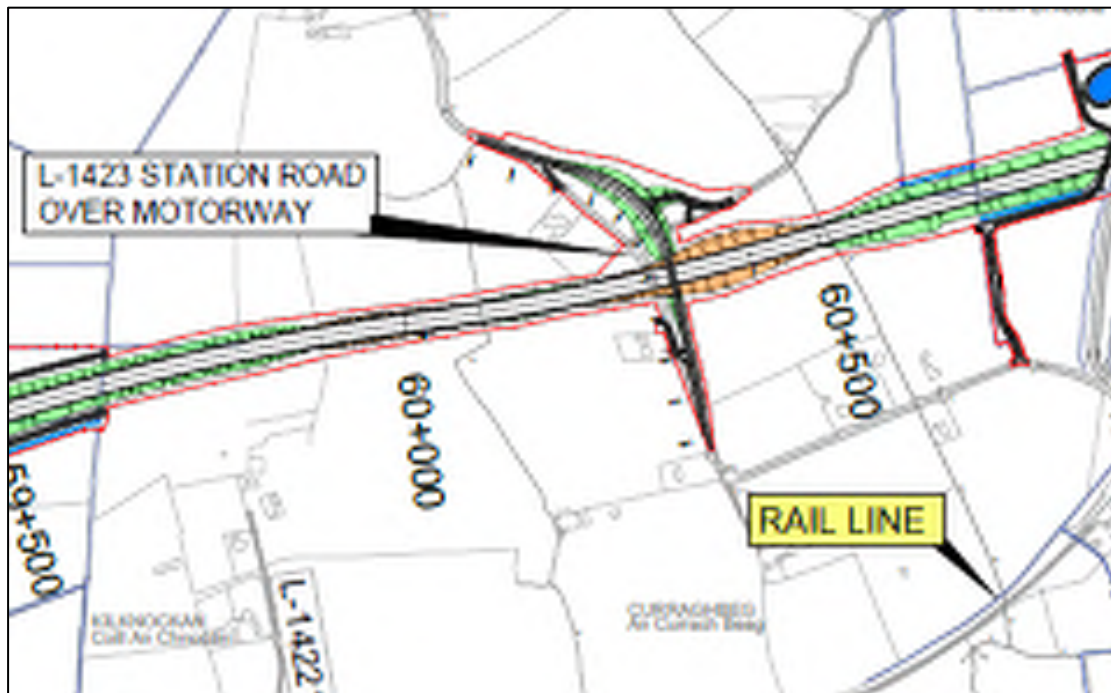 L-1423 STATION ROAD
OVER MOTORWAY
60+500
60+000
59+500
RAIL LINE
L-1422
KILKNOCKAN
CURRAGHBEG
An Currach Beag